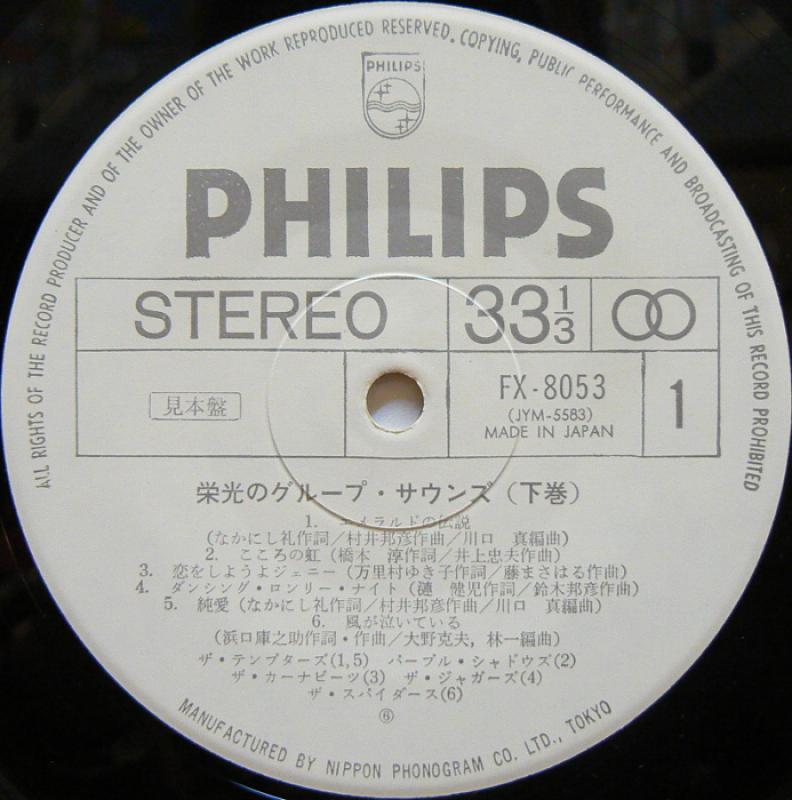 ALL RIGHTS OF THE RECORD PRODUCER AND OF THE OWNER OF THE WORK REPRODUCED RESERVED. COPYING, PUBLIC PERFORMANCE AND BROADCASTING OF THIS RECORD PROHIBITED
PHILIPS
PHILIPS
STEREO 33 1/3
見本盤 FX-8053 1
(JYM-5583)
MADE IN JAPAN
栄光のグループ・サウンズ(下巻)
1. エメラルドの伝説
(なかにし礼作詞/村井邦彦作曲/川口 真編曲)
2. こころの虹(橋本 淳作詞/井上忠夫作曲)
3. 恋をしようよジェニー(万里村ゆき子作詞/藤まさはる作曲)
4. ダンシング・ロンリー・ナイト(漣 健児作詞/鈴木邦彦作曲)
5. 純愛(なかにし礼作詞/村井邦彦作曲/川口 真編曲)
6. 風が泣いている
(浜口庫之助作詞・作曲/大野克夫, 林一編曲)
ザ・テンプターズ(1,5) パープル・シャドウズ(2)
ザ・カーナビーツ(3) ザ・ジャガーズ(4)
ザ・スパイダース(6)
⑥
MANUFACTURED BY NIPPON PHONOGRAM CO. LTD., TOKYO